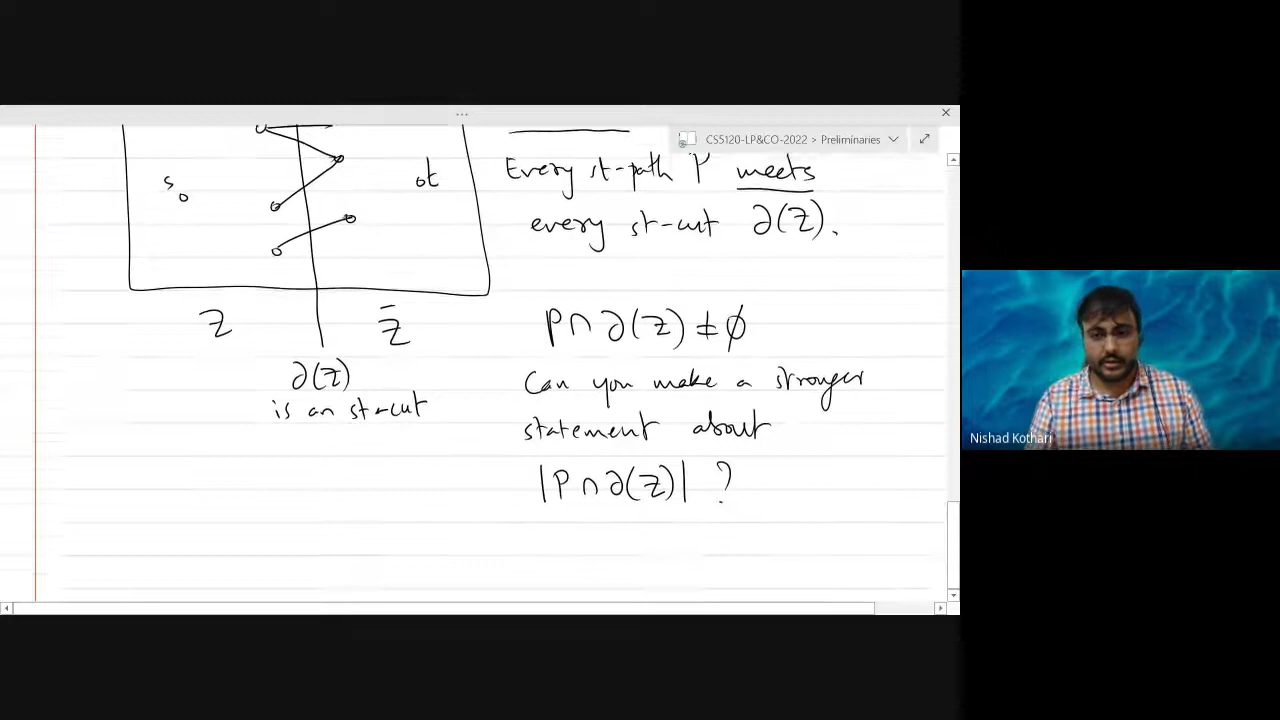 CS5120-LP&CO-2022 > Preliminaries
Every st-path P meets
every st-cut ∂(Z).
s
t
Z
Z̄
∂(Z)
is an st-cut
P∩∂(Z) ≠ ∅
Can you make a stronger
statement about
|P∩∂(Z)| ?
Nishad Kothari